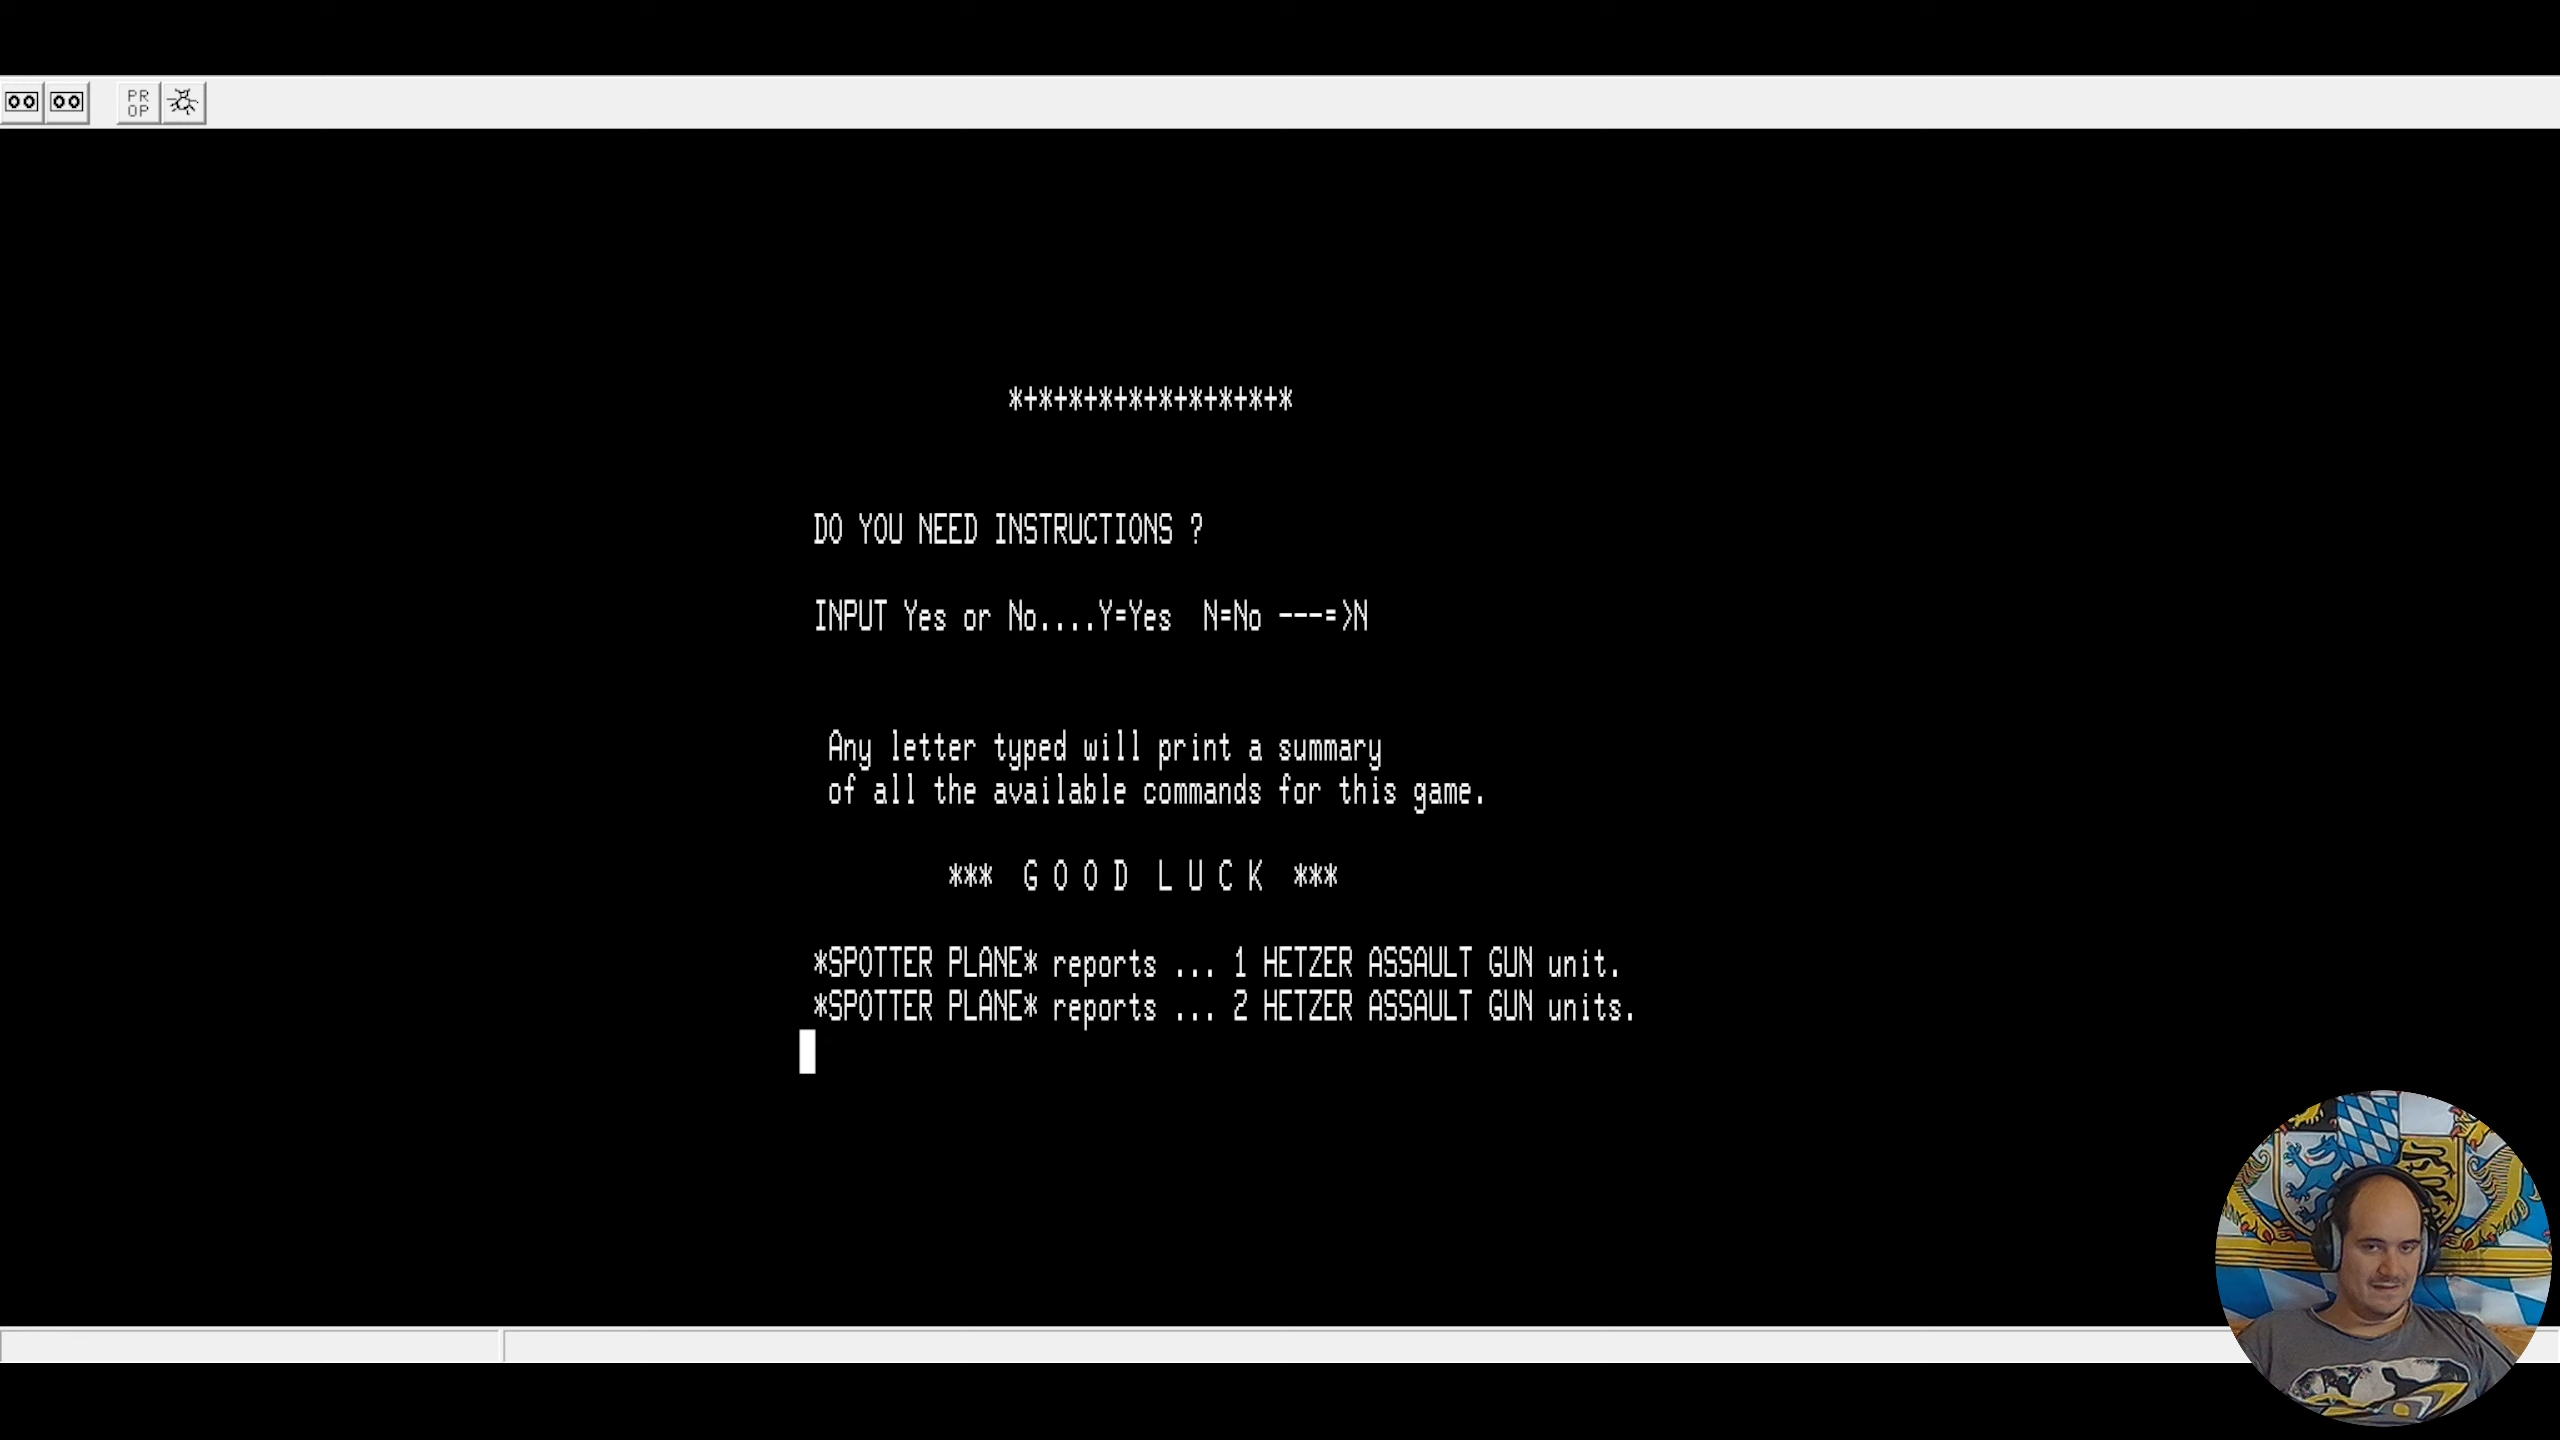 PR
OP
*+*+*+*+*+*+*+*+*+*
DO YOU NEED INSTRUCTIONS ?
INPUT Yes or No....Y=Yes  N=No ---=>N
Any letter typed will print a summary
of all the available commands for this game.
*** G O O D  L U C K ***
*SPOTTER PLANE* reports ... 1 HETZER ASSAULT GUN unit.
*SPOTTER PLANE* reports ... 2 HETZER ASSAULT GUN units.